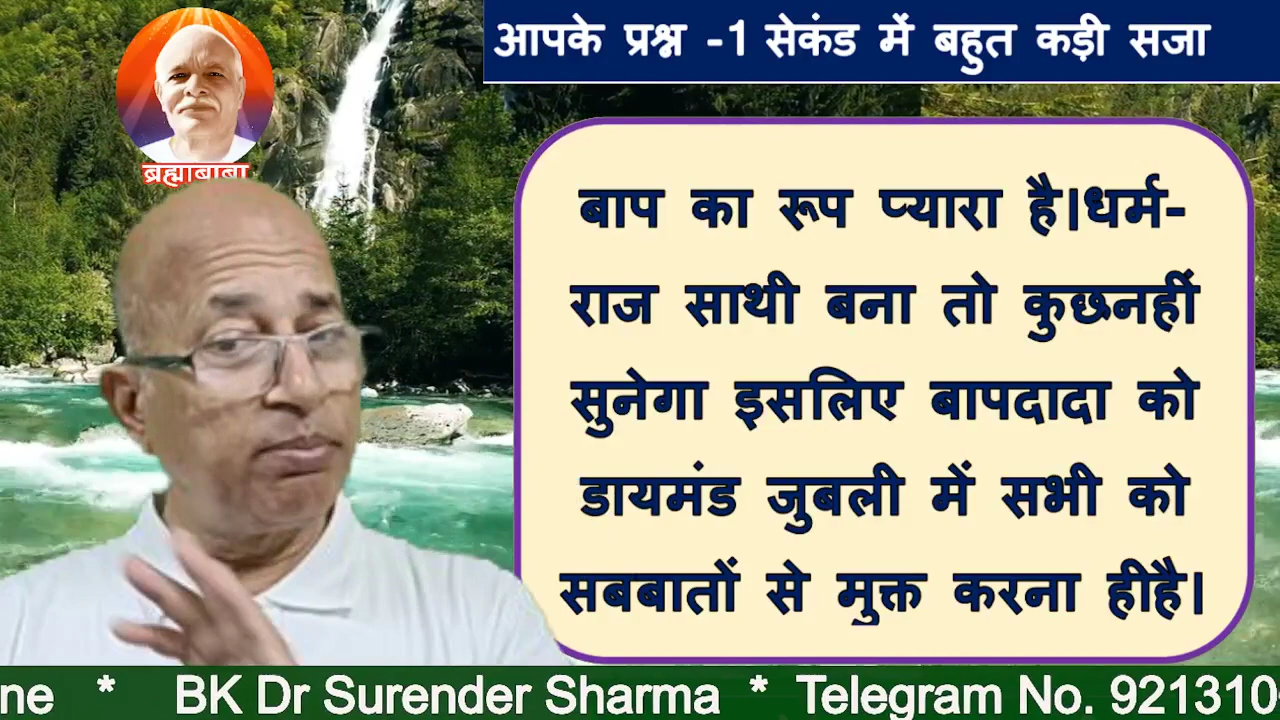 आपके प्रश्न -1 सेकंड में बहुत कड़ी सजा
ब्रह्माबाबा
बाप का रूप प्यारा है।धर्म-
राज साथी बना तो कुछनहीं
सुनेगा इसलिए बापदादा को
डायमंड जुबली में सभी को
सबबातों से मुक्त करना हीहै।
ne * BK Dr Surender Sharma * Telegram No. 921310